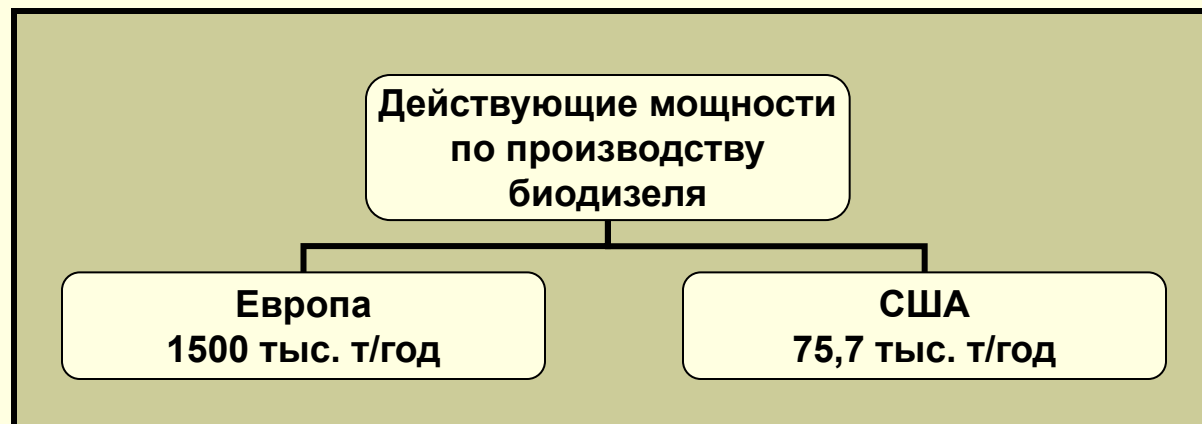 Действующие мощности
по производству
биодизеля
Европа
1500 тыс. т/год
США
75,7 тыс. т/год